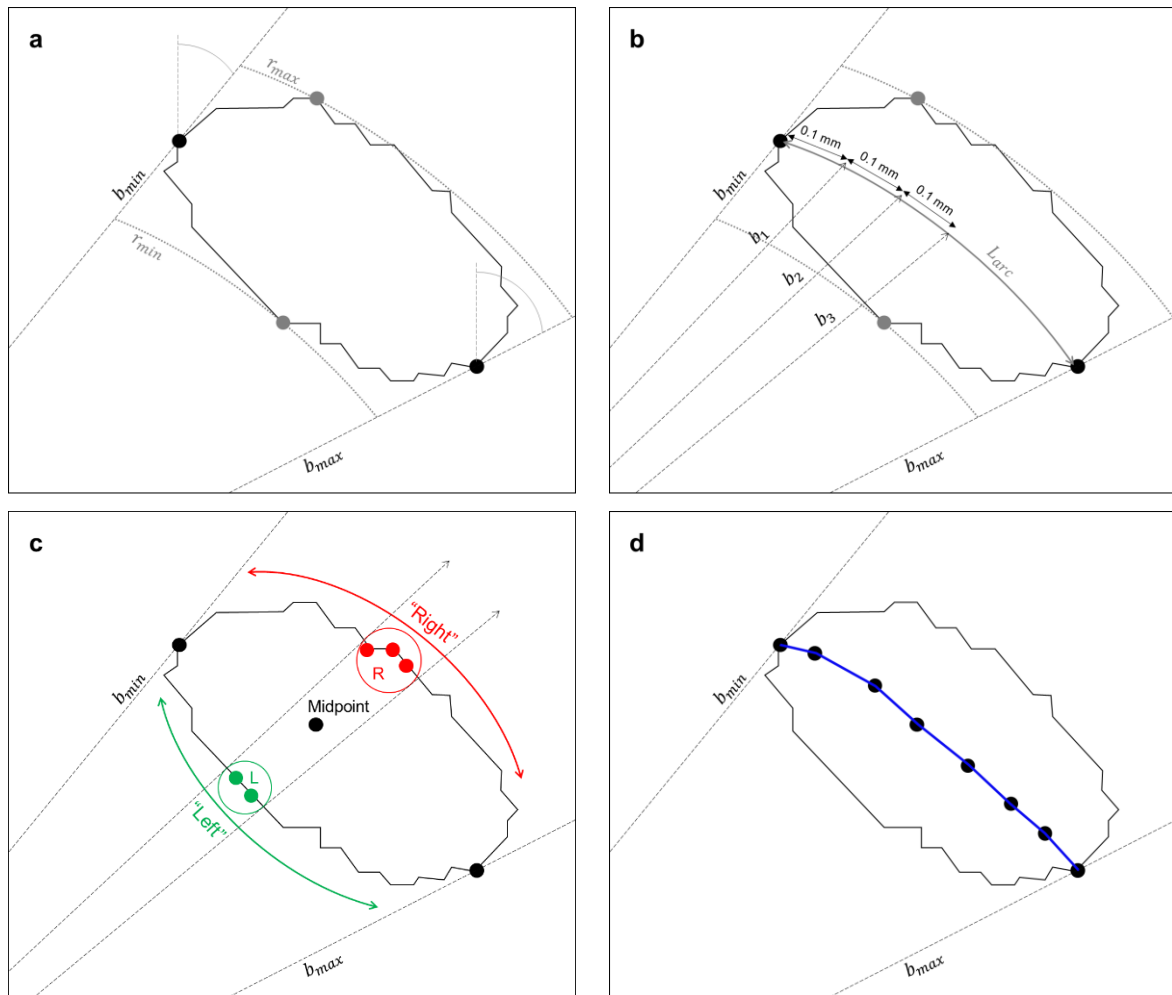 a
r_max
b_min
r_min
b_max
b
0.1 mm
0.1 mm
0.1 mm
b_min
b_1
L_arc
b_2
b_3
b_max
c
"Right"
R
b_min
Midpoint
L
"Left"
b_max
d
b_min
b_max